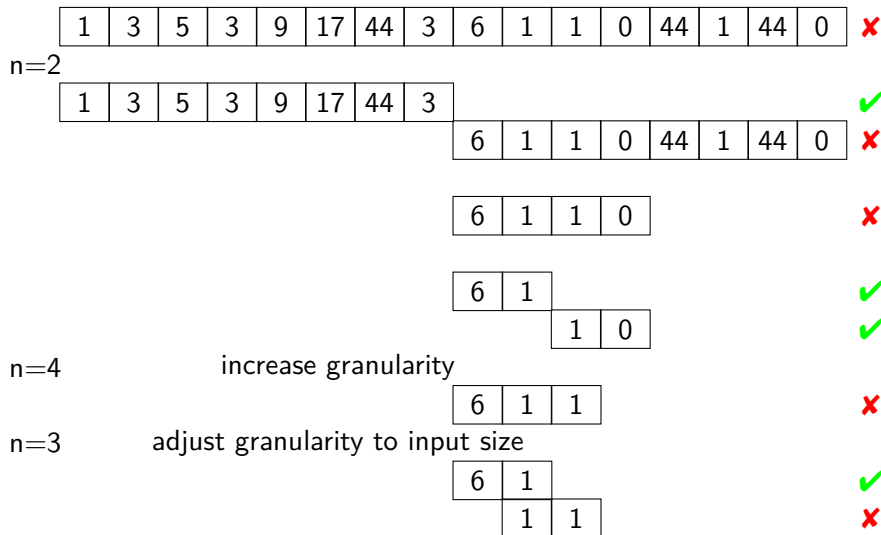 1 3 5 3 9 17 44 3 6 1 1 0 44 1 44 0 ✘
n=2
1 3 5 3 9 17 44 3 ✔
6 1 1 0 44 1 44 0 ✘
6 1 1 0 ✘
6 1 ✔
1 0 ✔
n=4 increase granularity
6 1 1 ✘
n=3 adjust granularity to input size
6 1 ✔
1 1 ✘